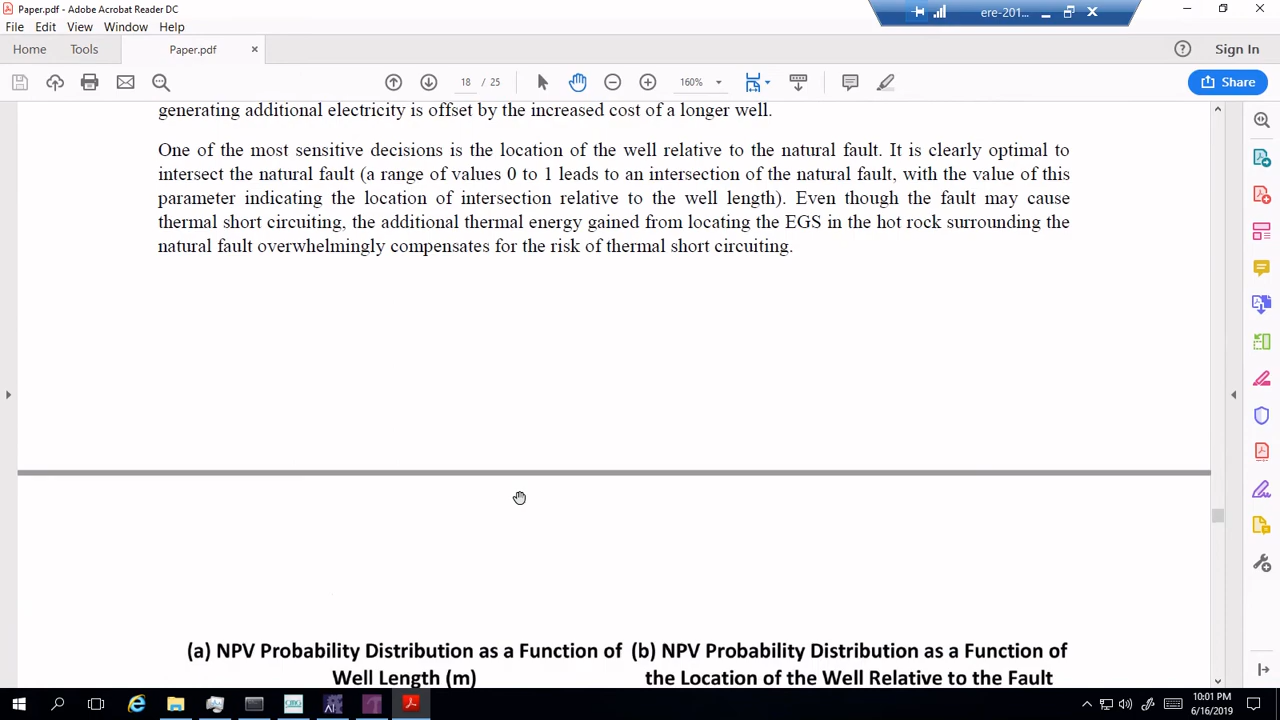 Paper.pdf - Adobe Acrobat Reader DC
ere-201...
File Edit View Window Help
Home Tools Paper.pdf × Sign In
18 / 25 160% Share
generating additional electricity is offset by the increased cost of a longer well.
One of the most sensitive decisions is the location of the well relative to the natural fault. It is clearly optimal to
intersect the natural fault (a range of values 0 to 1 leads to an intersection of the natural fault, with the value of this
parameter indicating the location of intersection relative to the well length). Even though the fault may cause
thermal short circuiting, the additional thermal energy gained from locating the EGS in the hot rock surrounding the
natural fault overwhelmingly compensates for the risk of thermal short circuiting.
(a) NPV Probability Distribution as a Function of
Well Length (m)
(b) NPV Probability Distribution as a Function of
the Location of the Well Relative to the Fault
10:01 PM
6/16/2019